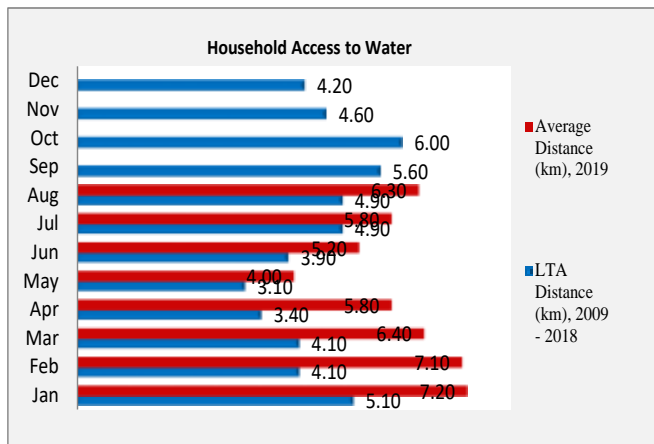 Household Access to Water
Dec
4.20
Nov
4.60
Oct
6.00
Sep
5.60
Aug
6.30
4.90
Jul
5.80
4.90
Jun
5.20
3.90
May
4.00
3.10
Apr
5.80
3.40
Mar
6.40
4.10
Feb
7.10
4.10
Jan
7.20
5.10
Average
Distance
(km), 2019
LTA
Distance
(km), 2009
- 2018